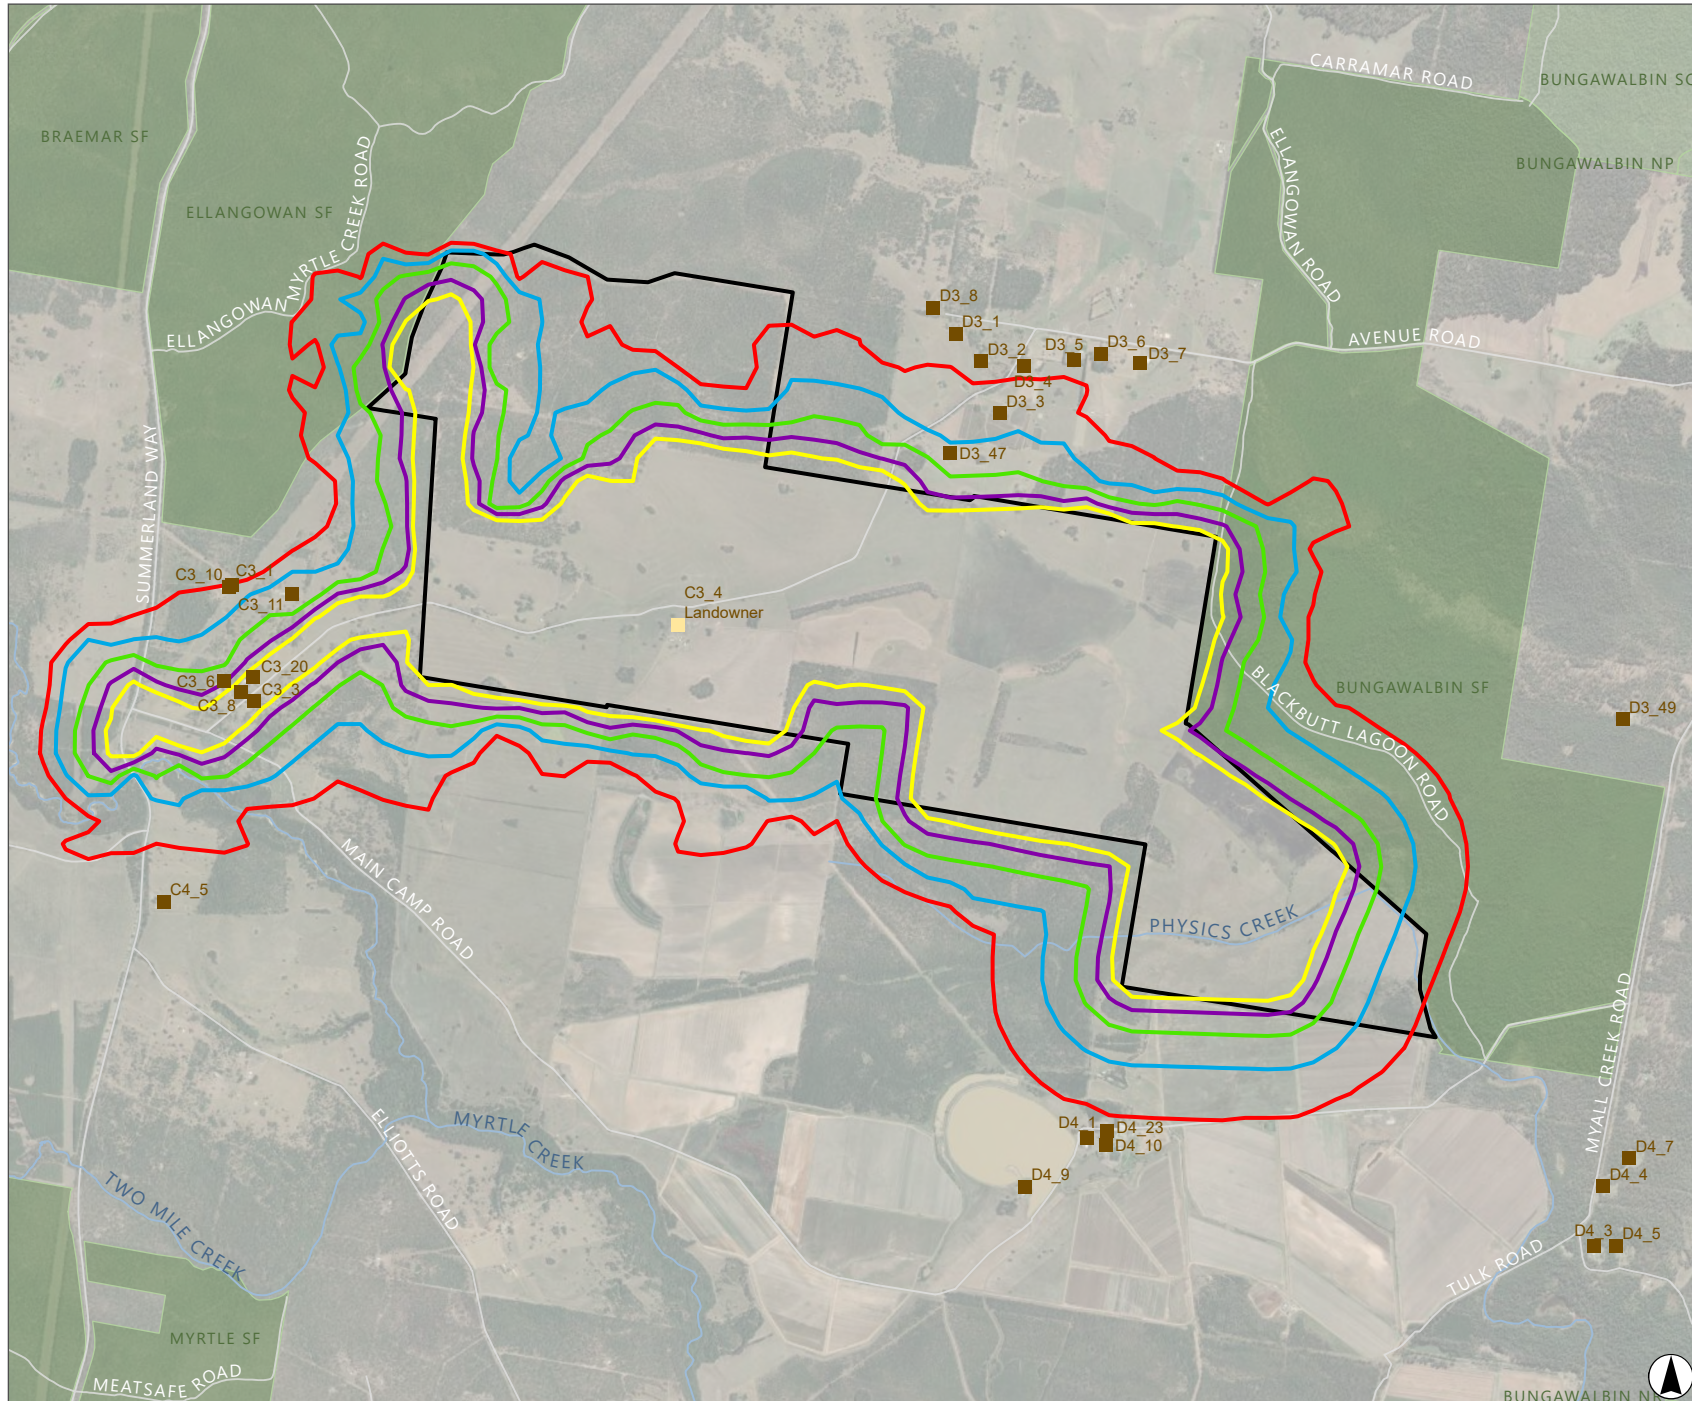 CARRAMAR ROAD
BUNGAWALBIN SC
BRAEMAR SF
BUNGAWALBIN NP
ELLANGOWAN SF
ELLANGOWAN MYRTLE CREEK ROAD
ELLANGOWAN ROAD
D3_8
D3_1
AVENUE ROAD
D3_2
D3_5
D3_6
D3_7
D3_4
D3_3
D3_47
SUMMERLAND WAY
C3_10
C3_1
C3_11
C3_4
Landowner
C3_20
C3_6
C3_3
C3_8
BUNGAWALBIN SF
BLACKBUTT LAGOON ROAD
D3_49
MAIN CAMP ROAD
C4_5
PHYSICS CREEK
MYALL CREEK ROAD
D4_1
D4_23
D4_10
D4_9
D4_7
D4_4
D4_3
D4_5
MYRTLE CREEK
ELLIOTTS ROAD
TWO MILE CREEK
TULK ROAD
MYRTLE SF
MEATSAFE ROAD
BUNGAWALBIN NR